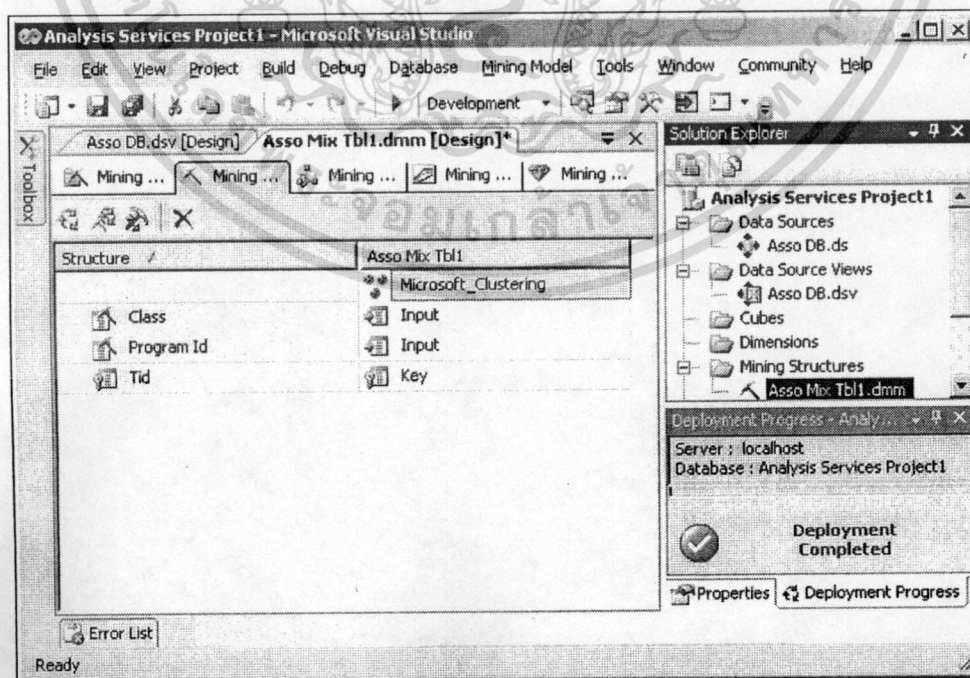 Analysis Services Project1 - Microsoft Visual Studio
File Edit View Project Build Debug Database Mining Model Tools Window Community Help
Development
Toolbox
Asso DB.dsv [Design] Asso Mix Tbl1.dmm [Design]*
Mining ... Mining ... Mining ... Mining ... Mining ...
Structure Asso Mix Tbl1
Microsoft_Clustering
Class Input
Program Id Input
Tid Key
Solution Explorer
Analysis Services Project1
Data Sources
Asso DB.ds
Data Source Views
Asso DB.dsv
Cubes
Dimensions
Mining Structures
Asso Mix Tbl1.dmm
Deployment Progress - Analy...
Server : localhost
Database : Analysis Services Project1
Deployment
Completed
Properties Deployment Progress
Error List
Ready